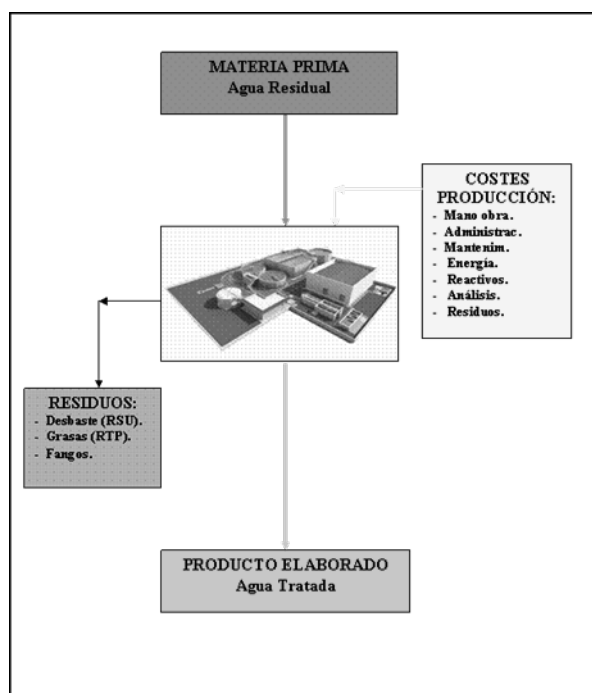 MATERIA PRIMA
Agua Residual
COSTES
PRODUCCIÓN:
- Mano obra.
- Administrac.
- Mantenim.
- Energía.
- Reactivos.
- Análisis.
- Residuos.
RESIDUOS:
- Desbaste (RSU).
- Grasas (RTP).
- Fangos.
PRODUCTO ELABORADO
Agua Tratada